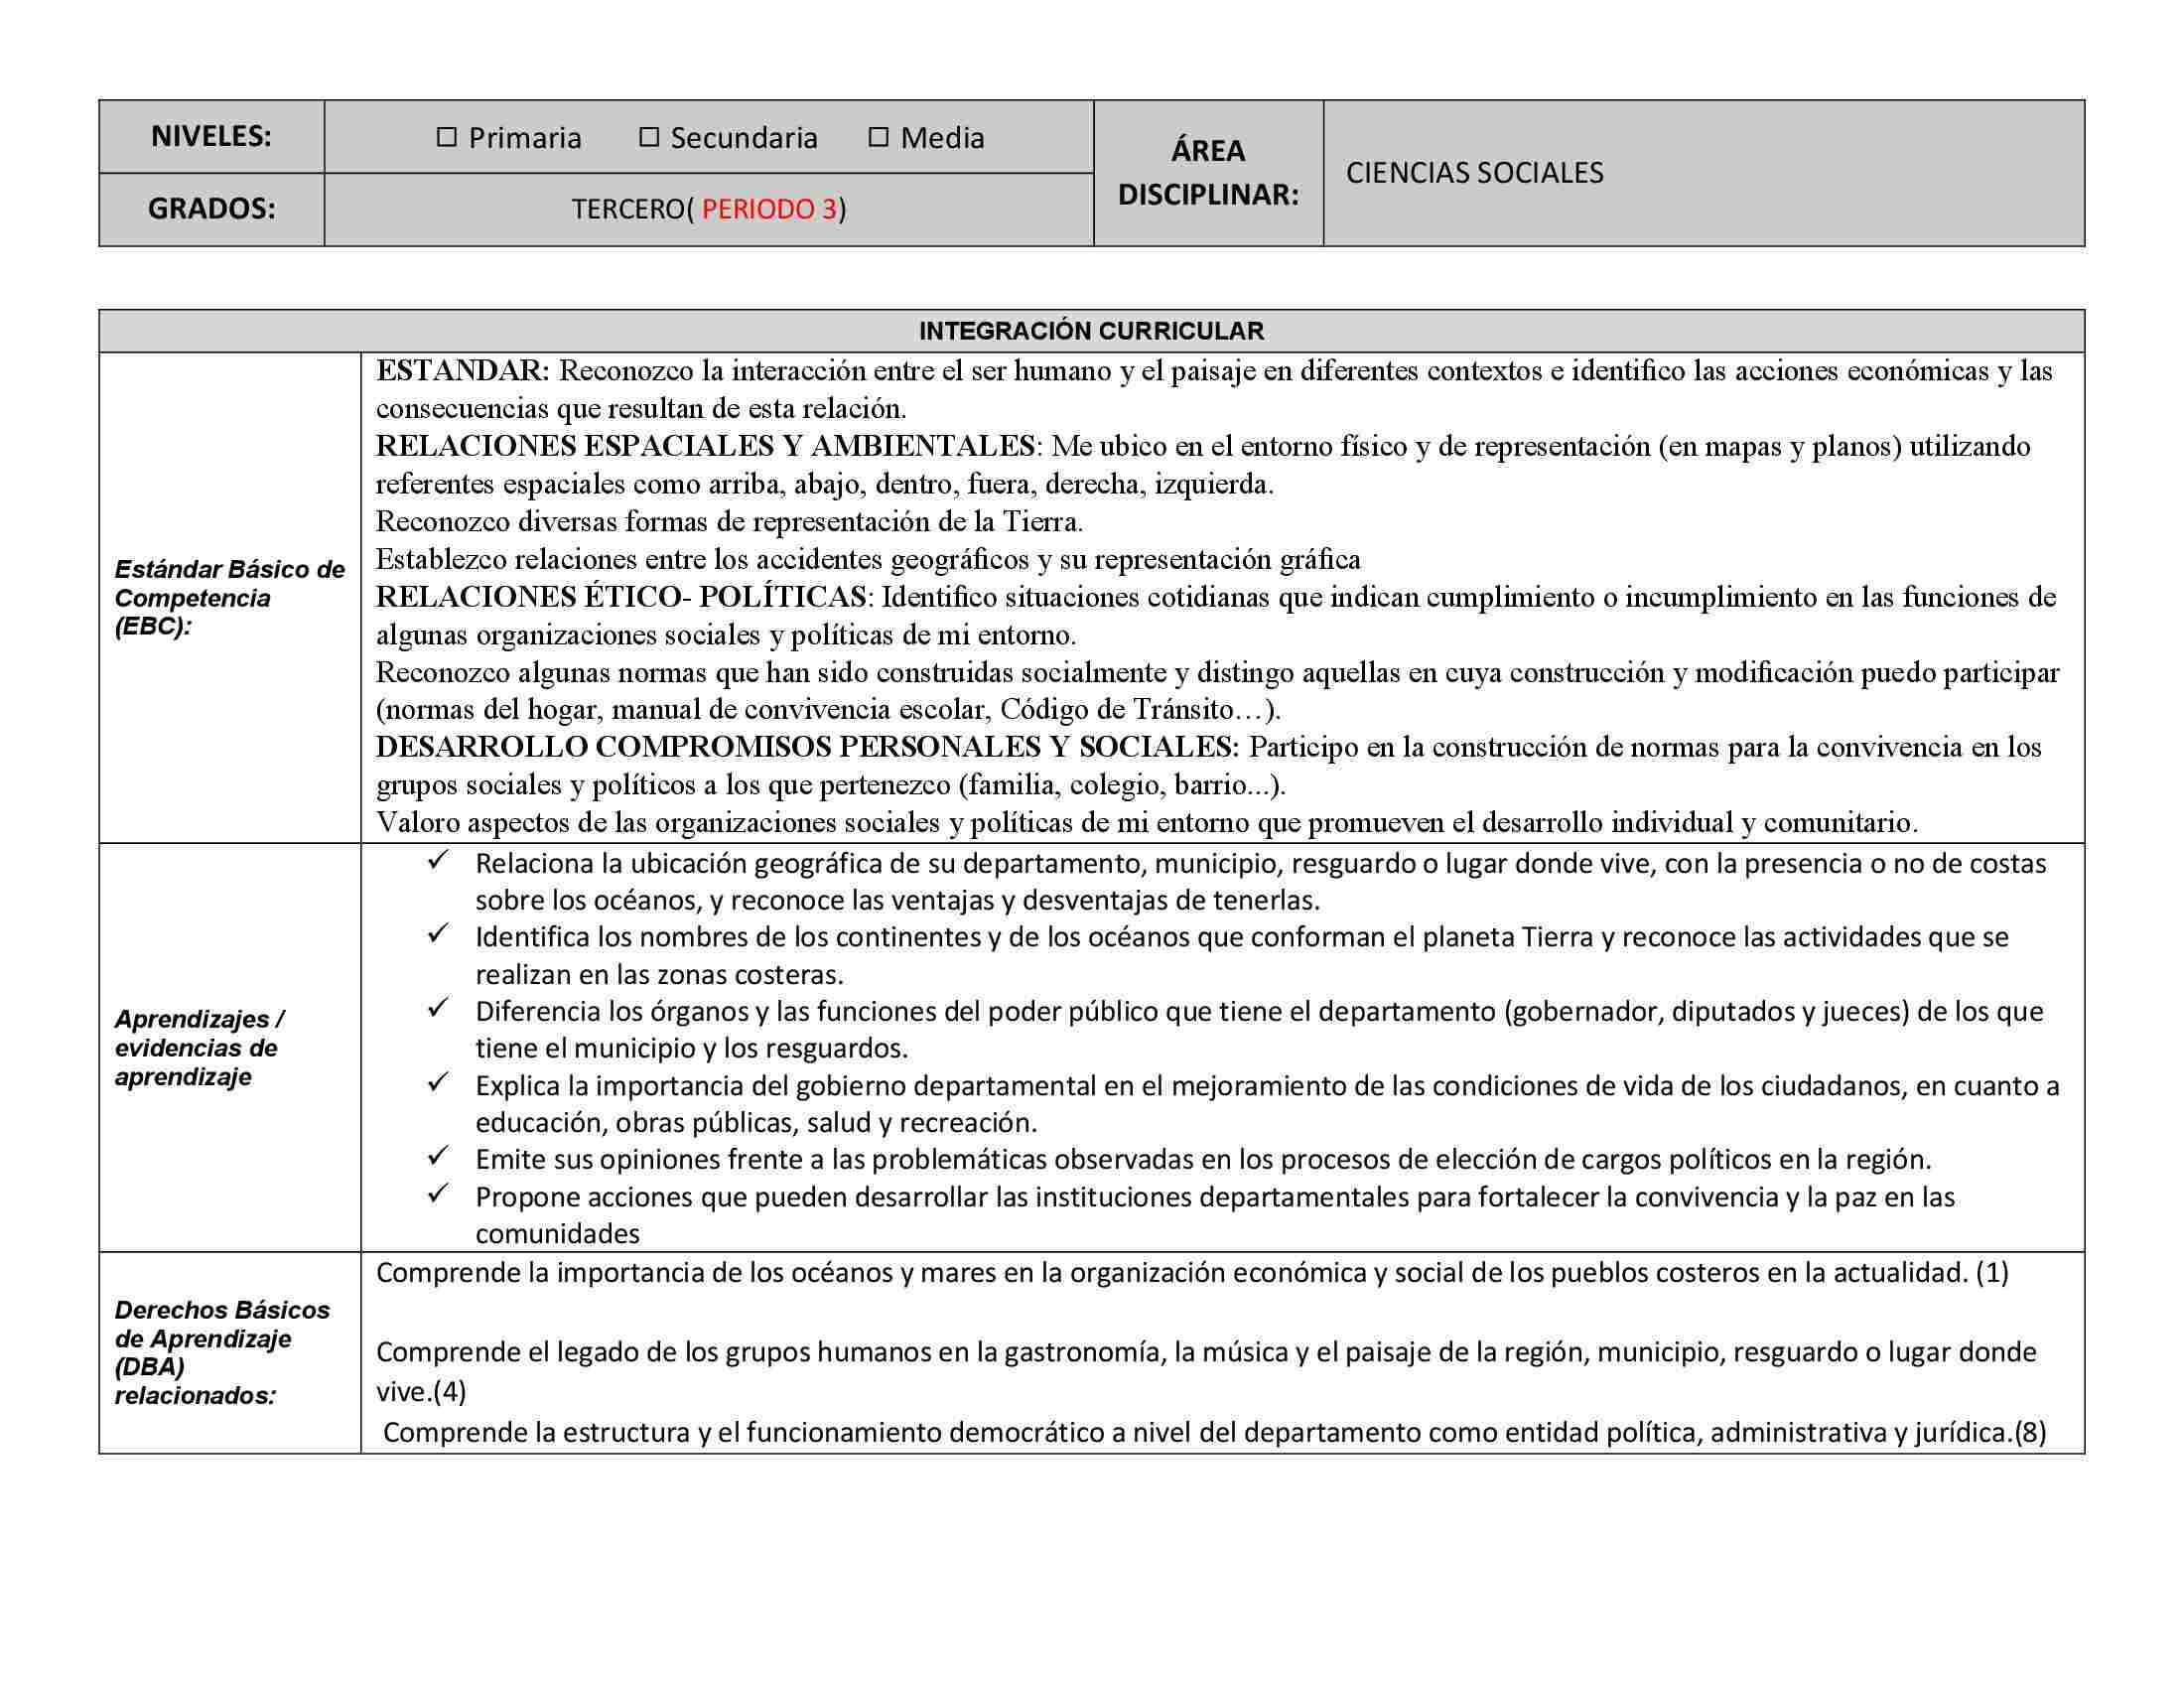 NIVELES:
☐ Primaria ☐ Secundaria ☐ Media
ÁREA
DISCIPLINAR:
CIENCIAS SOCIALES
GRADOS:
TERCERO( PERIODO 3)
INTEGRACIÓN CURRICULAR
Estándar Básico de
Competencia
(EBC):
ESTANDAR: Reconozco la interacción entre el ser humano y el paisaje en diferentes contextos e identifico las acciones económicas y las
consecuencias que resultan de esta relación.
RELACIONES ESPACIALES Y AMBIENTALES: Me ubico en el entorno físico y de representación (en mapas y planos) utilizando
referentes espaciales como arriba, abajo, dentro, fuera, derecha, izquierda.
Reconozco diversas formas de representación de la Tierra.
Establezco relaciones entre los accidentes geográficos y su representación gráfica
RELACIONES ÉTICO- POLÍTICAS: Identifico situaciones cotidianas que indican cumplimiento o incumplimiento en las funciones de
algunas organizaciones sociales y políticas de mi entorno.
Reconozco algunas normas que han sido construidas socialmente y distingo aquellas en cuya construcción y modificación puedo participar
(normas del hogar, manual de convivencia escolar, Código de Tránsito…).
DESARROLLO COMPROMISOS PERSONALES Y SOCIALES: Participo en la construcción de normas para la convivencia en los
grupos sociales y políticos a los que pertenezco (familia, colegio, barrio...).
Valoro aspectos de las organizaciones sociales y políticas de mi entorno que promueven el desarrollo individual y comunitario.
Aprendizajes /
evidencias de
aprendizaje
✓ Relaciona la ubicación geográfica de su departamento, municipio, resguardo o lugar donde vive, con la presencia o no de costas
sobre los océanos, y reconoce las ventajas y desventajas de tenerlas.
✓ Identifica los nombres de los continentes y de los océanos que conforman el planeta Tierra y reconoce las actividades que se
realizan en las zonas costeras.
✓ Diferencia los órganos y las funciones del poder público que tiene el departamento (gobernador, diputados y jueces) de los que
tiene el municipio y los resguardos.
✓ Explica la importancia del gobierno departamental en el mejoramiento de las condiciones de vida de los ciudadanos, en cuanto a
educación, obras públicas, salud y recreación.
✓ Emite sus opiniones frente a las problemáticas observadas en los procesos de elección de cargos políticos en la región.
✓ Propone acciones que pueden desarrollar las instituciones departamentales para fortalecer la convivencia y la paz en las
comunidades
Derechos Básicos
de Aprendizaje
(DBA)
relacionados:
Comprende la importancia de los océanos y mares en la organización económica y social de los pueblos costeros en la actualidad. (1)
Comprende el legado de los grupos humanos en la gastronomía, la música y el paisaje de la región, municipio, resguardo o lugar donde
vive.(4)
Comprende la estructura y el funcionamiento democrático a nivel del departamento como entidad política, administrativa y jurídica.(8)